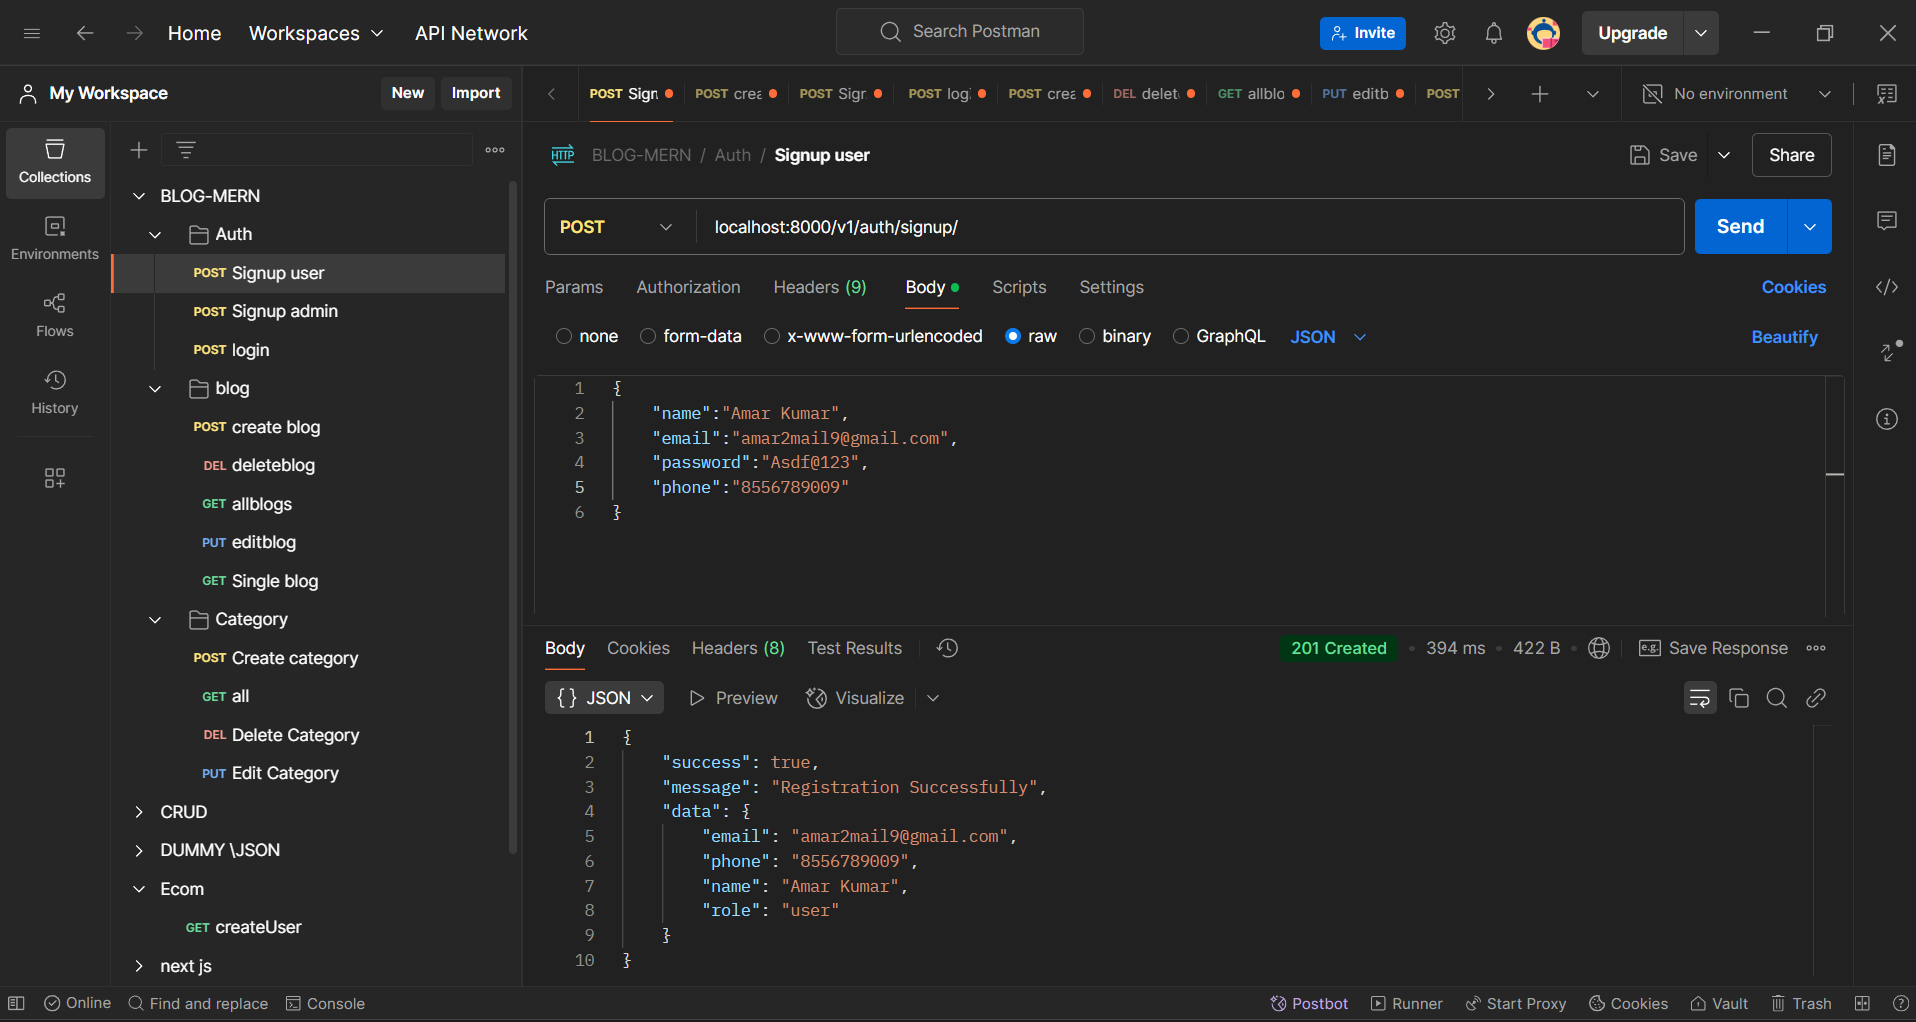 Home Workspaces API Network Search Postman Invite Upgrade
My Workspace New Import
POST Sign POST crea POST Sigr POST logi POST crea DEL delet GET allblo PUT editb POST No environment
Collections
Environments
Flows
History
BLOG-MERN
Auth
POST Signup user
POST Signup admin
POST login
blog
POST create blog
DEL deleteblog
GET allblogs
PUT editblog
GET Single blog
Category
POST Create category
GET all
DEL Delete Category
PUT Edit Category
CRUD
DUMMY \JSON
Ecom
GET createUser
next js
HTTP BLOG-MERN / Auth / Signup user Save Share
POST localhost:8000/v1/auth/signup/ Send
Params Authorization Headers (9) Body Scripts Settings Cookies
none form-data x-www-form-urlencoded raw binary GraphQL JSON Beautify
1 {
2 "name":"Amar Kumar",
3 "email":"amar2mail9@gmail.com",
4 "password":"Asdf@123",
5 "phone":"8556789009"
6 }
Body Cookies Headers (8) Test Results 201 Created • 394 ms • 422 B • e.g. Save Response
{} JSON Preview Visualize
1 {
2 "success": true,
3 "message": "Registration Successfully",
4 "data": {
5 "email": "amar2mail9@gmail.com",
6 "phone": "8556789009",
7 "name": "Amar Kumar",
8 "role": "user"
9 }
10 }
Online Find and replace Console Postbot Runner Start Proxy Cookies Vault Trash